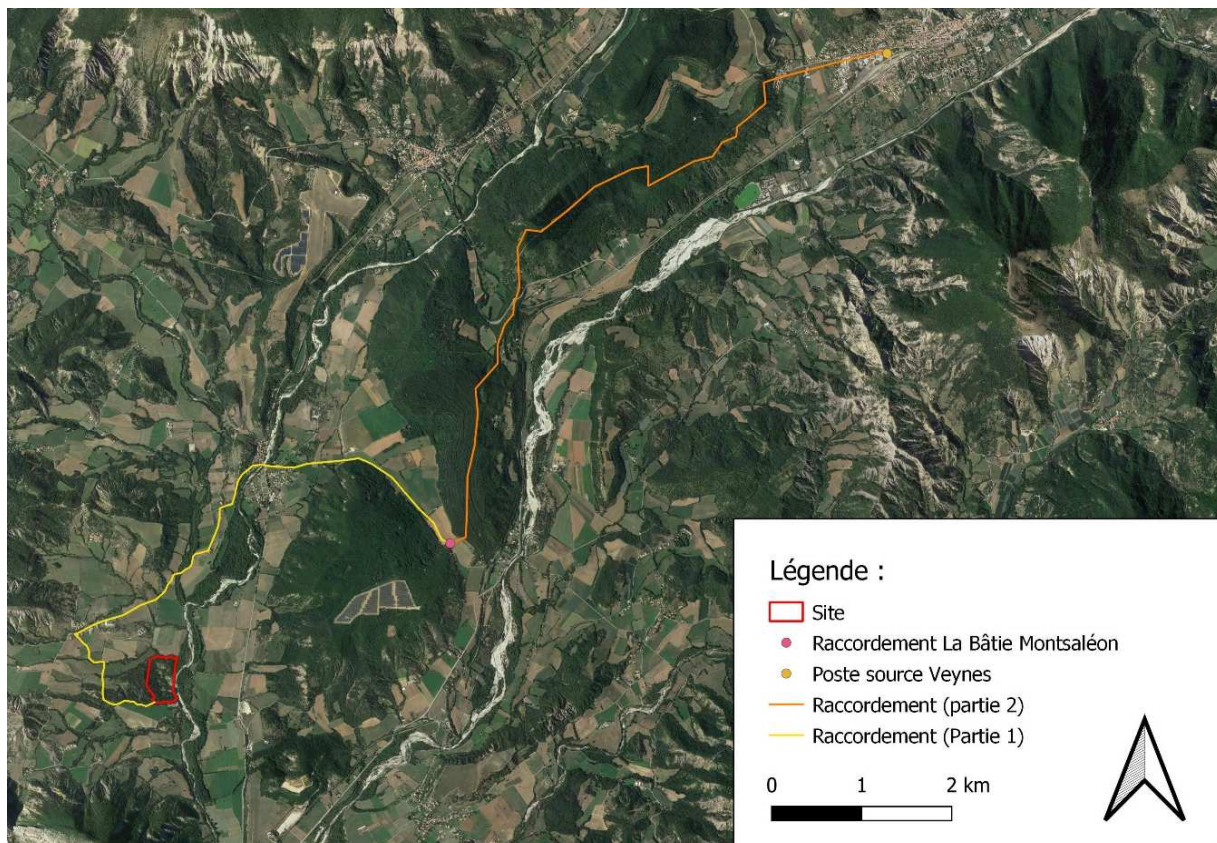 Légende :
Site
Raccordement La Bâtie Montsaléon
Poste source Veynes
Raccordement (partie 2)
Raccordement (Partie 1)
0 1 2 km